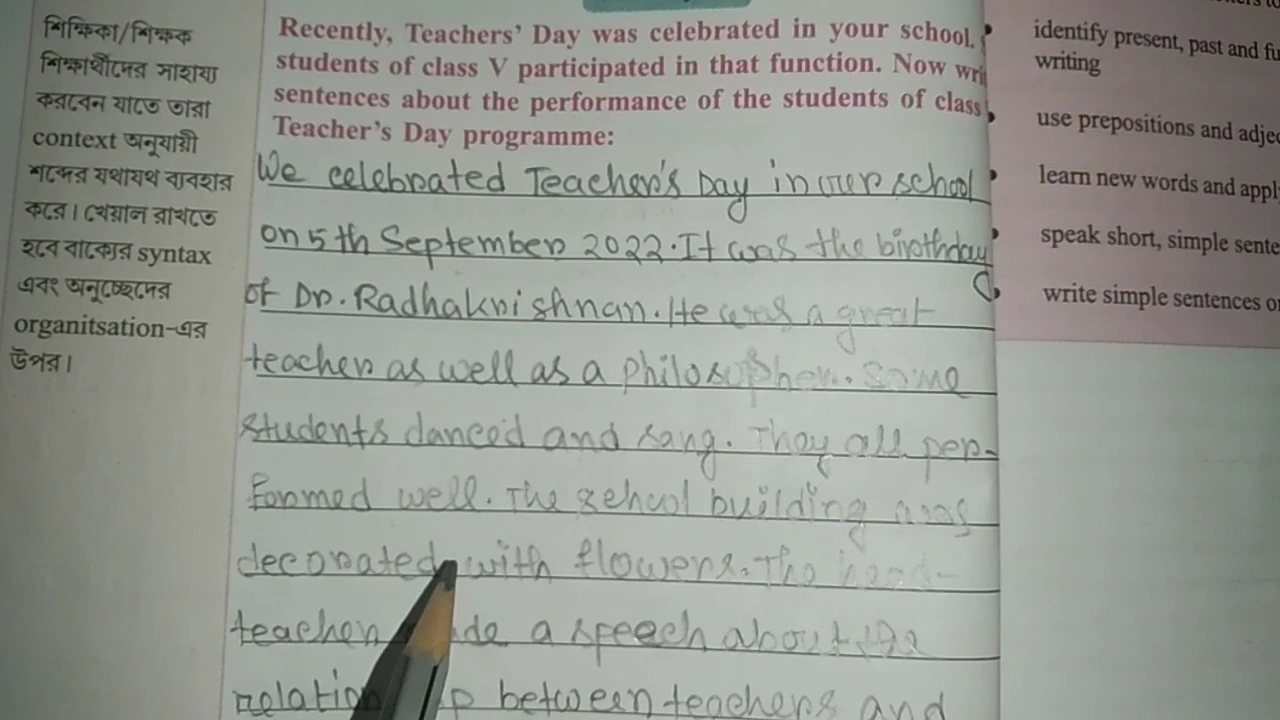 শিক্ষিকা/শিক্ষক
শিক্ষার্থীদের সাহায্য
করবেন যাতে তারা
context অনুযায়ী
শব্দের যথাযথ ব্যবহার
করে। খেয়াল রাখতে
হবে বাক্যের syntax
এবং অনুচ্ছেদের
organitsation-এর
উপর।
Recently, Teachers' Day was celebrated in your school,
students of class V participated in that function. Now wri
sentences about the performance of the students of class
Teacher's Day programme:
We celebrated Teacher's Day in our school
on 5th September 2022. It was the birthday
of Dr. Radhakrishnan. He was a great
teacher as well as a philosopher. Some
students danced and sang. They all per-
formed well. The school building was
decorated with flowers. The head-
teacher a speech about the
between teachers and
identify present, past and fu
writing
use prepositions and adje
learn new words and appl
speak short, simple sente
write simple sentences o